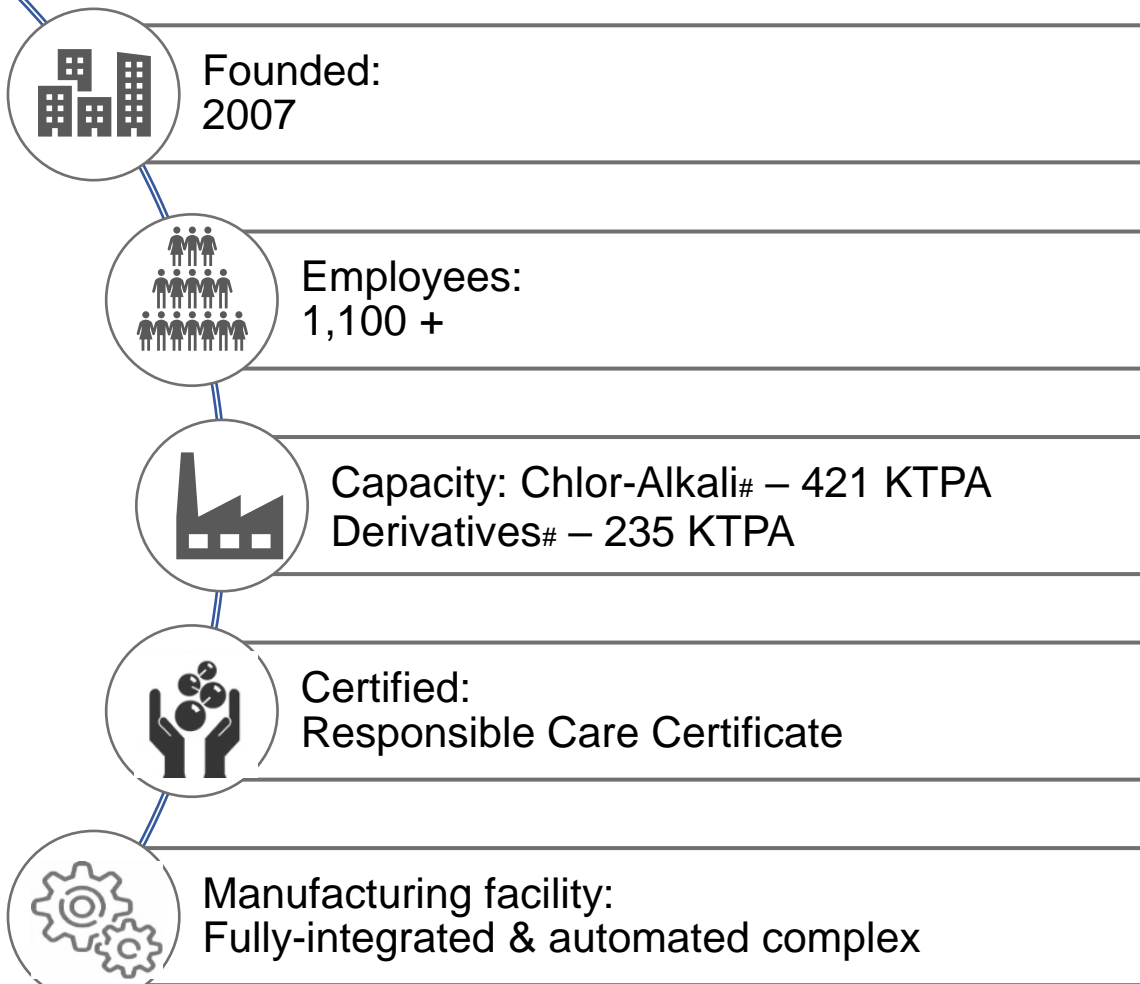 Founded:
2007
Employees:
1,100 +
Capacity: Chlor-Alkali# – 421 KTPA
Derivatives# – 235 KTPA
Certified:
Responsible Care Certificate
Manufacturing facility:
Fully-integrated & automated complex